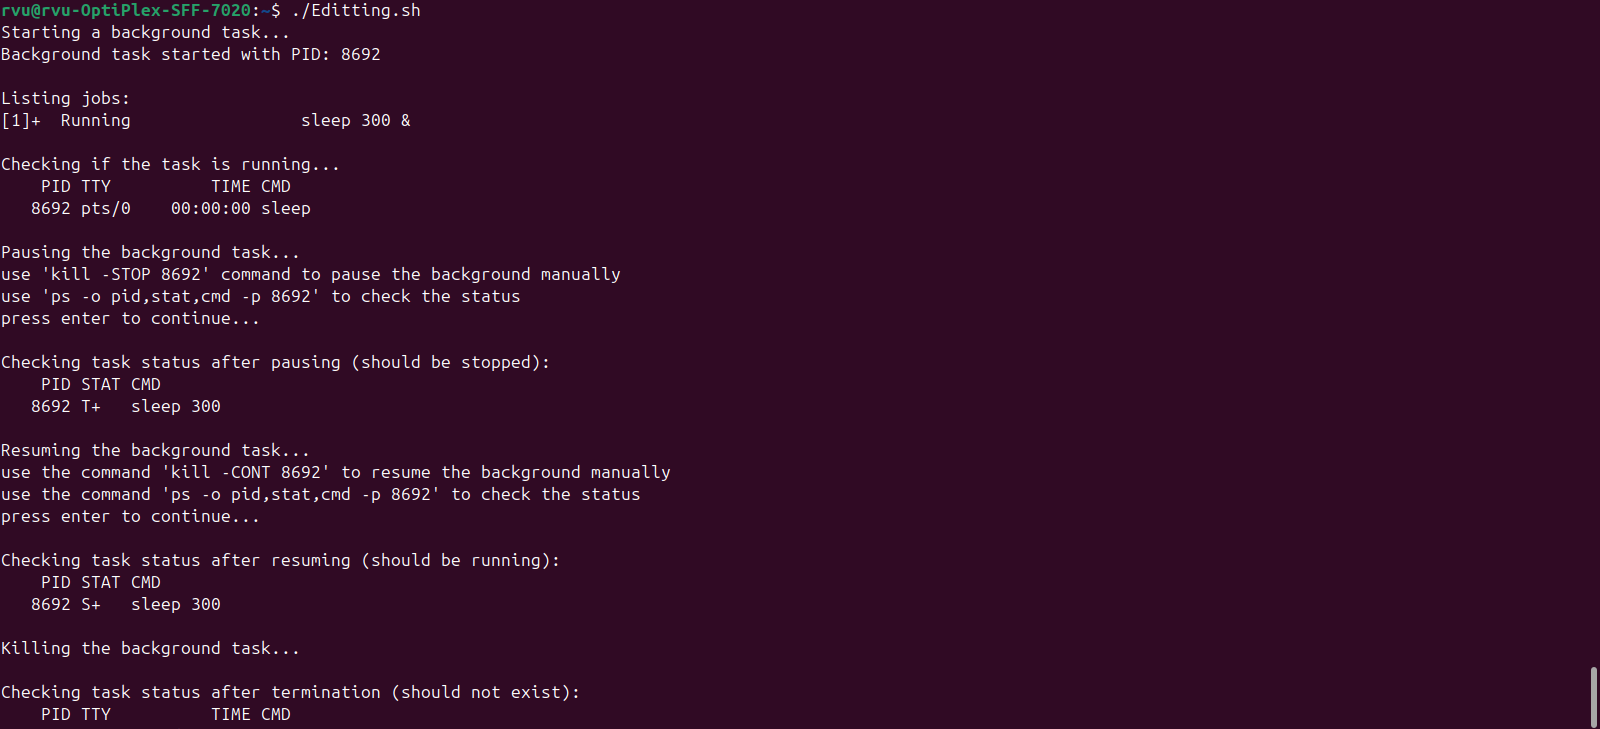 rvu@rvu-OptiPlex-SFF-7020:~$ ./Editting.sh
Starting a background task...
Background task started with PID: 8692

Listing jobs:
[1]+  Running                 sleep 300 &

Checking if the task is running...
    PID TTY          TIME CMD
   8692 pts/0    00:00:00 sleep

Pausing the background task...
use 'kill -STOP 8692' command to pause the background manually
use 'ps -o pid,stat,cmd -p 8692' to check the status
press enter to continue...

Checking task status after pausing (should be stopped):
    PID STAT CMD
   8692 T+   sleep 300

Resuming the background task...
use the command 'kill -CONT 8692' to resume the background manually
use the command 'ps -o pid,stat,cmd -p 8692' to check the status
press enter to continue...

Checking task status after resuming (should be running):
    PID STAT CMD
   8692 S+   sleep 300

Killing the background task...

Checking task status after termination (should not exist):
    PID TTY          TIME CMD